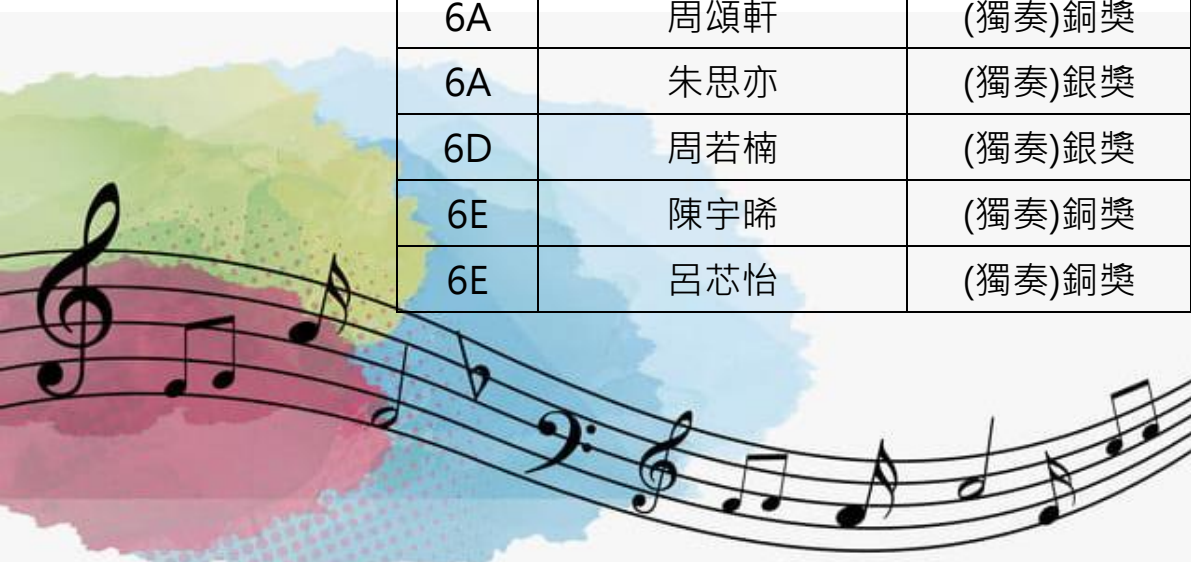 6A 周頌軒 (獨奏)銅獎
6A 朱思亦 (獨奏)銀獎
6D 周若楠 (獨奏)銀獎
6E 陳宇晞 (獨奏)銅獎
6E 呂芯怡 (獨奏)銅獎